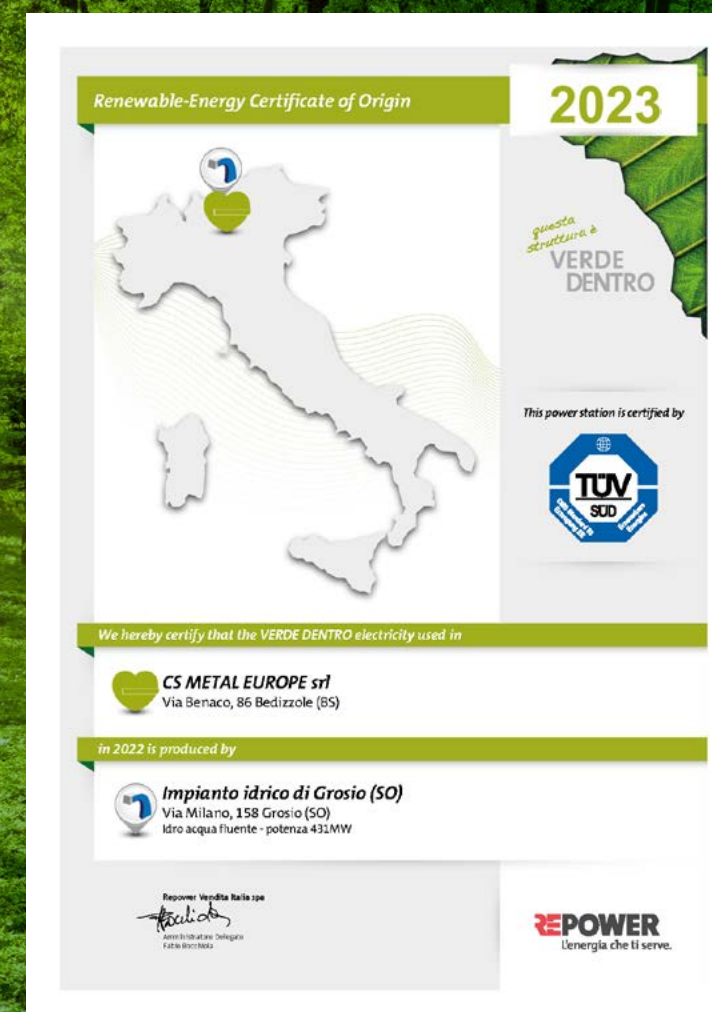 Renewable-Energy Certificate of Origin
2023
questa
struttura è
VERDE
DENTRO
This power station is certified by
TÜV
SÜD
We hereby certify that the VERDE DENTRO electricity used in
CS METAL EUROPE srl
Via Benaco, 86 Bedizzole (BS)
in 2022 is produced by
Impianto idrico di Grosio (SO)
Via Milano, 158 Grosio (SO)
Idro acqua fluente - potenza 431MW
Repower Vendita Italia spa
Amministratore Delegato
Fabio Bocchiola
REPOWER
L'energia che ti serve.